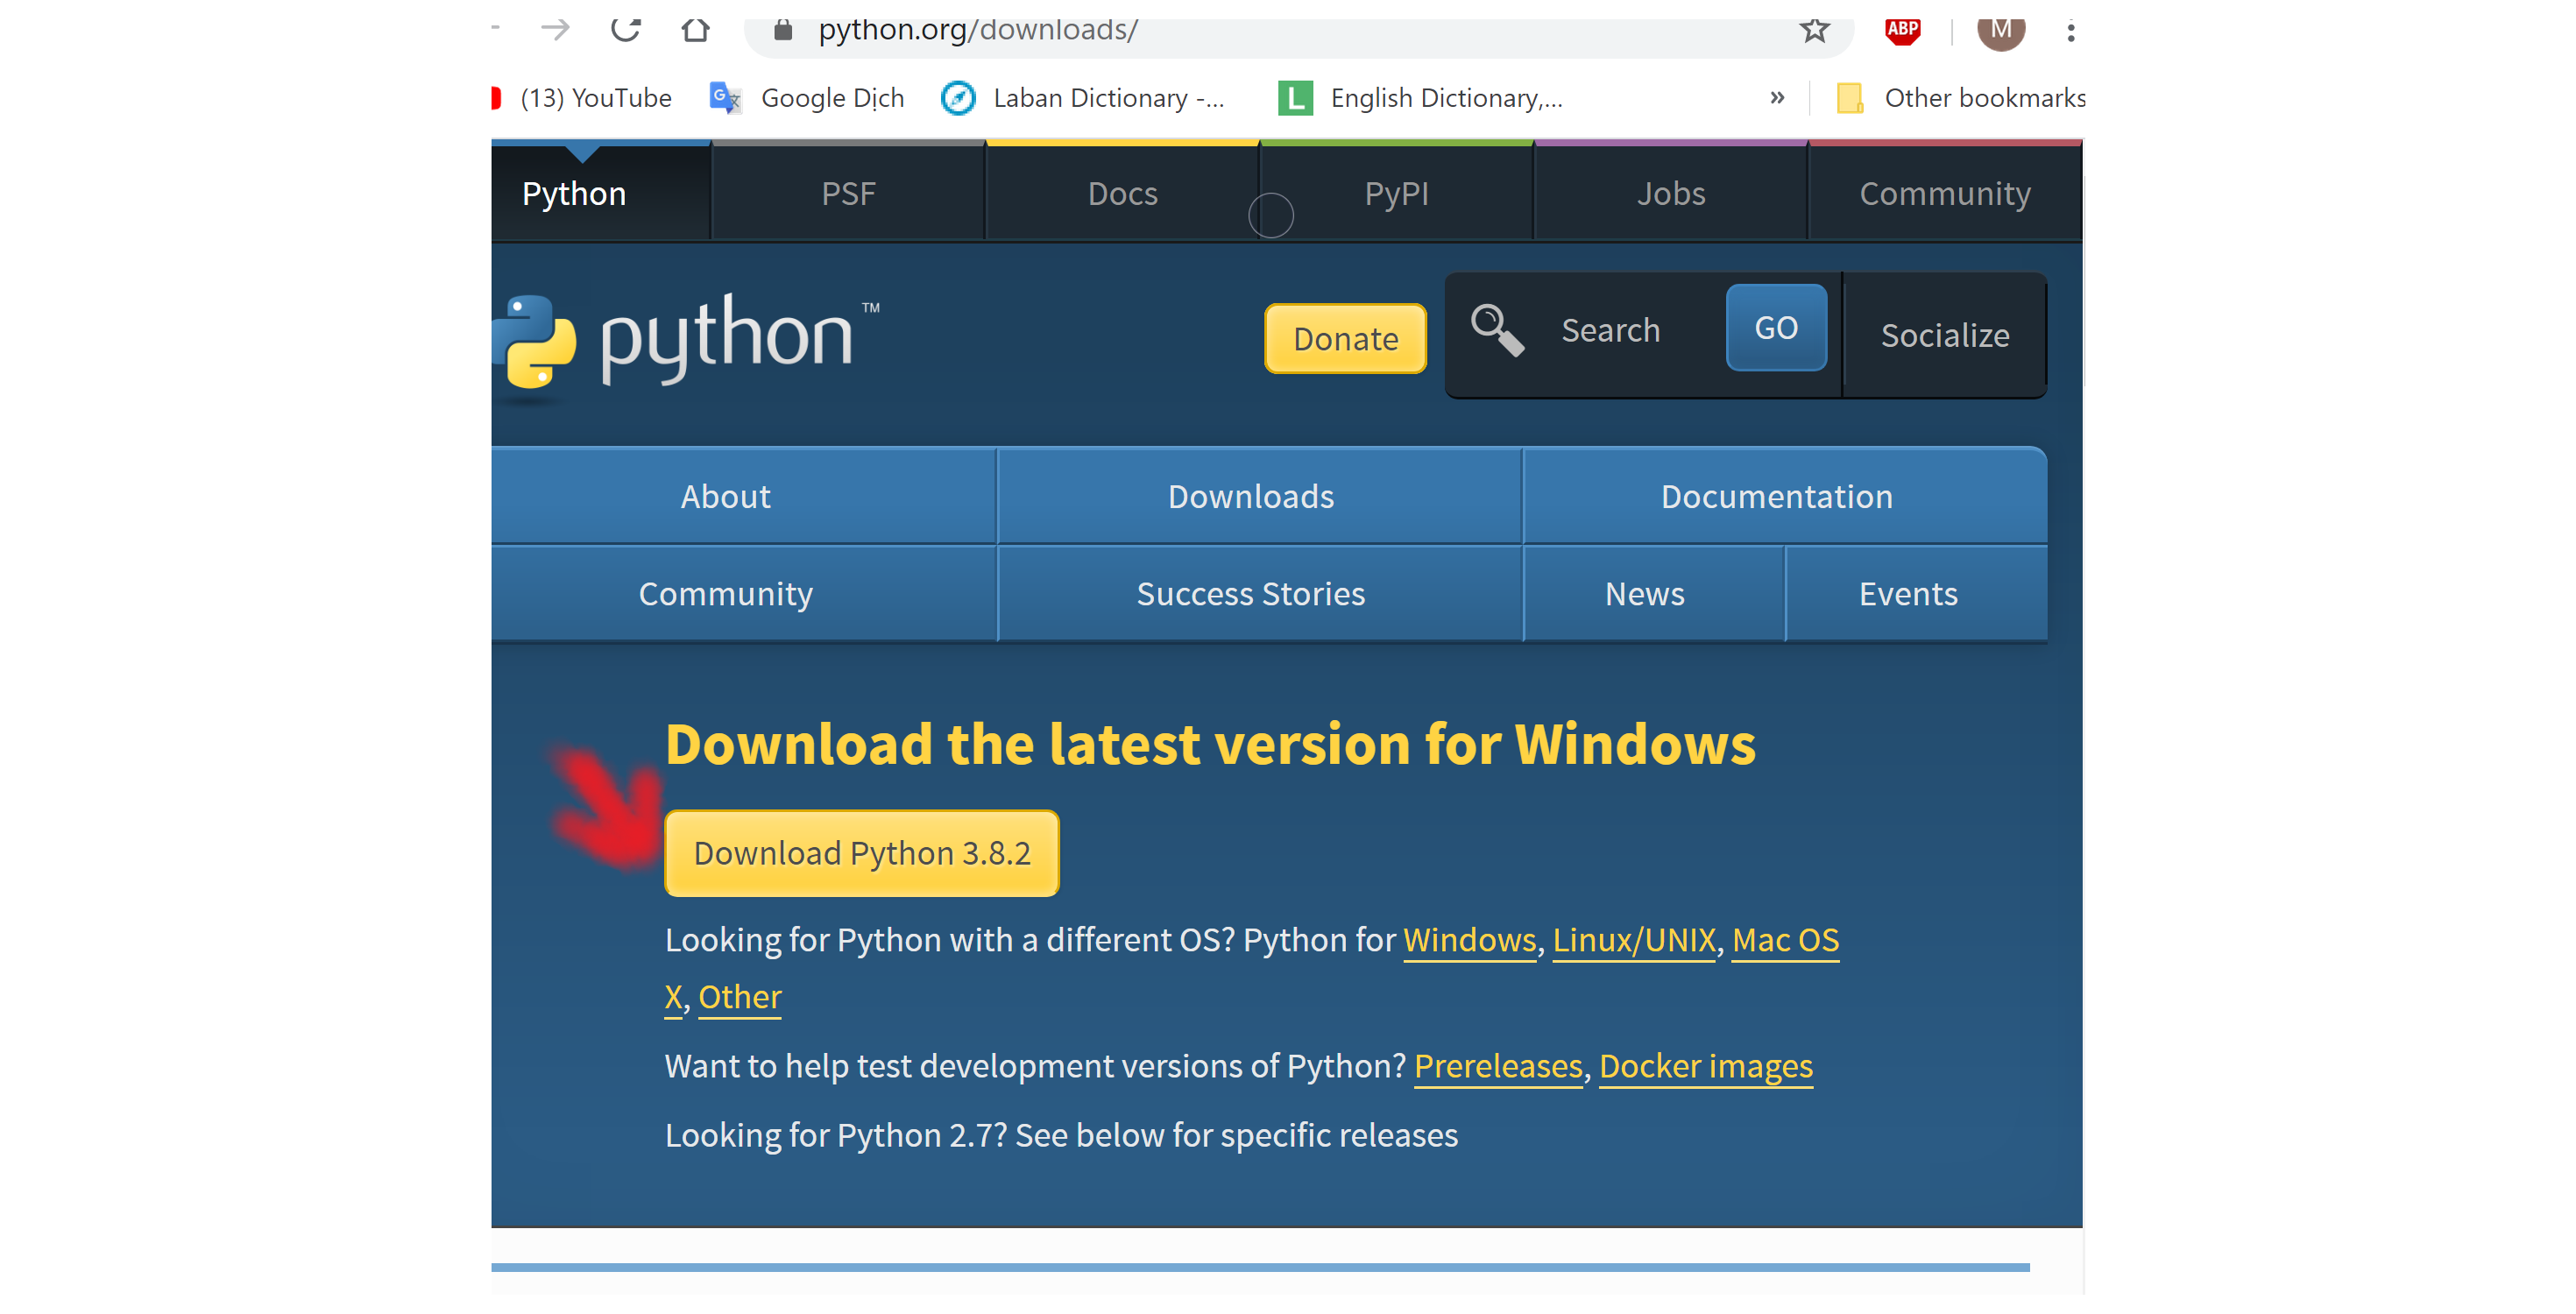 python.org/downloads/
ABP
M
(13) YouTube
Google Dịch
Laban Dictionary -...
L English Dictionary,...
»
Other bookmarks
Python
PSF
Docs
PyPI
Jobs
Community
python™
Donate
Search
GO
Socialize
About
Downloads
Documentation
Community
Success Stories
News
Events
Download the latest version for Windows
Download Python 3.8.2
Looking for Python with a different OS? Python for Windows, Linux/UNIX, Mac OS
X, Other
Want to help test development versions of Python? Prereleases, Docker images
Looking for Python 2.7? See below for specific releases